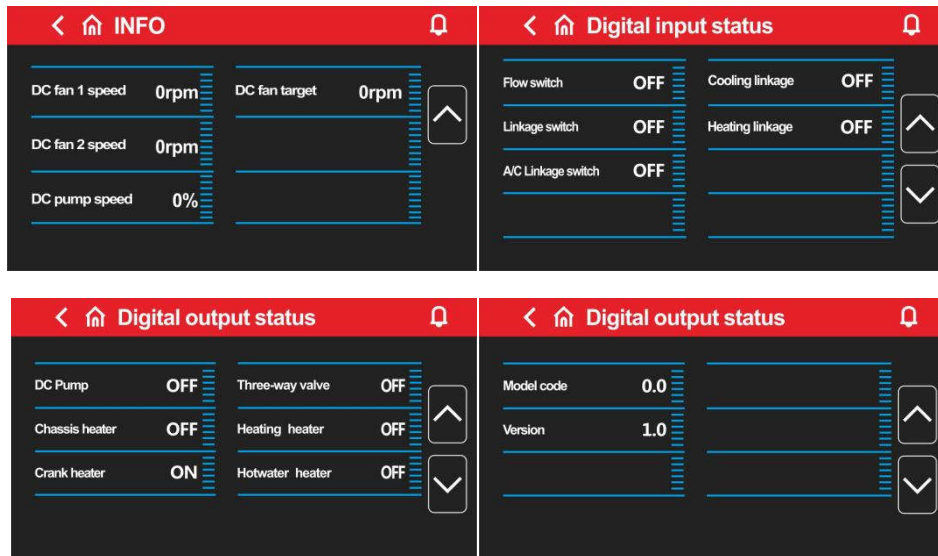 INFO
DC fan 1 speed 0rpm DC fan target 0rpm
DC fan 2 speed 0rpm
DC pump speed 0%
Digital input status
Flow switch OFF Cooling linkage OFF
Linkage switch OFF Heating linkage OFF
A/C Linkage switch OFF
Digital output status
DC Pump OFF Three-way valve OFF
Chassis heater OFF Heating heater OFF
Crank heater ON Hotwater heater OFF
Digital output status
Model code 0.0
Version 1.0